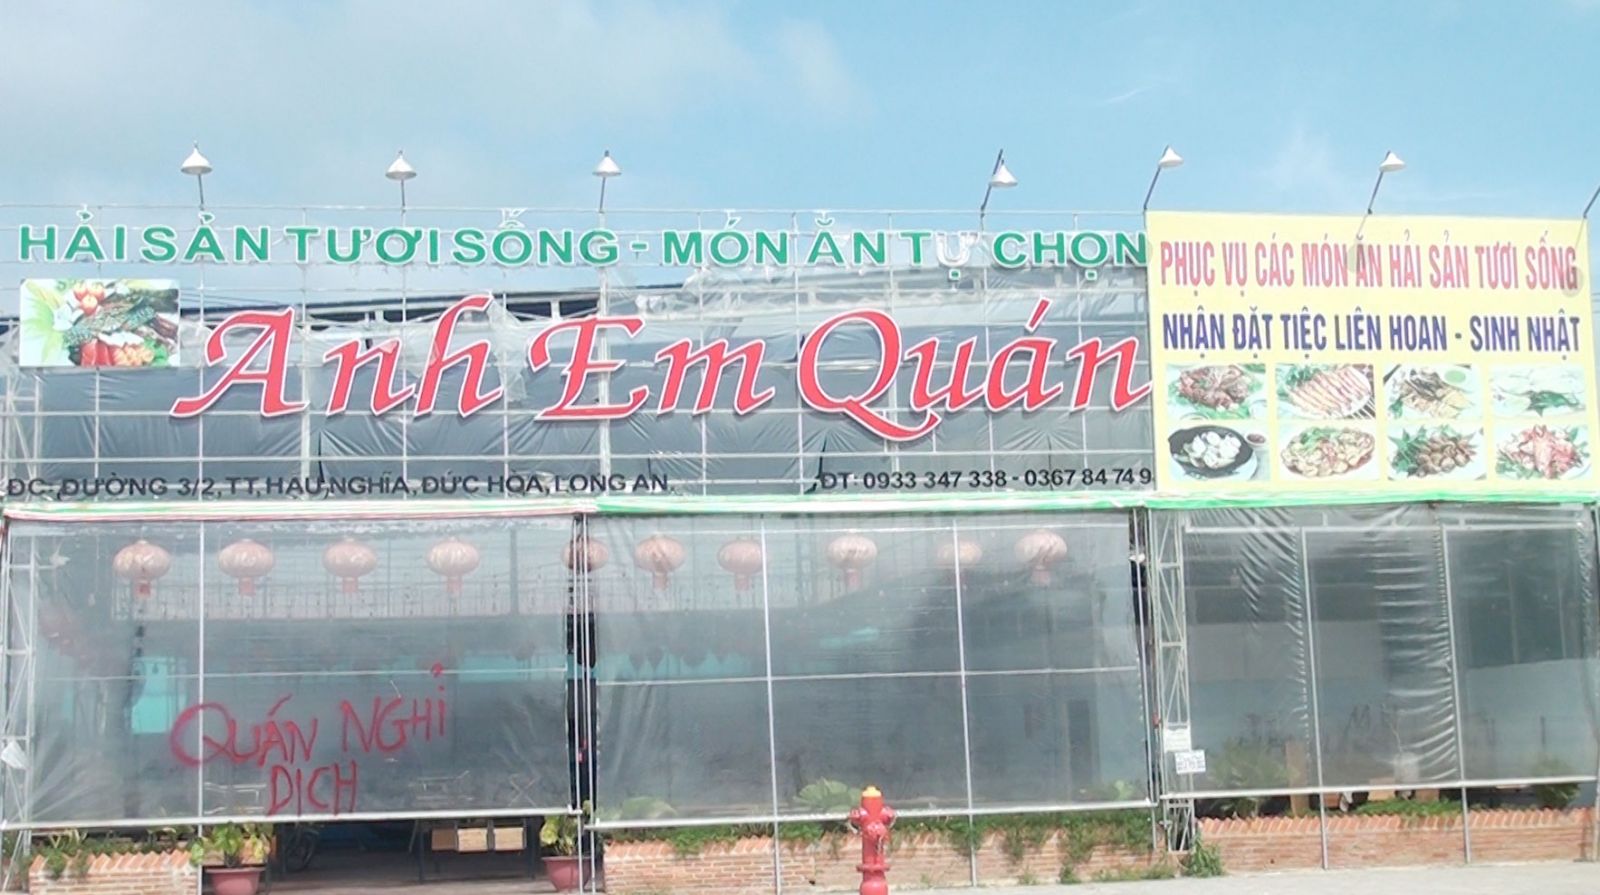 HẢI SẢN TƯƠI SỐNG - MÓN ĂN TỰ CHỌN
Anh Em Quán
ĐC: ĐƯỜNG 3/2, TT, HẬU NGHĨA, ĐỨC HÒA, LONG AN.
ĐT: 0933 347 338 - 0367 84 74 9
PHỤC VỤ CÁC MÓN ĂN HẢI SẢN TƯƠI SỐNG
NHẬN ĐẶT TIỆC LIÊN HOAN - SINH NHẬT
QUÁN NGHỈ
DỊCH